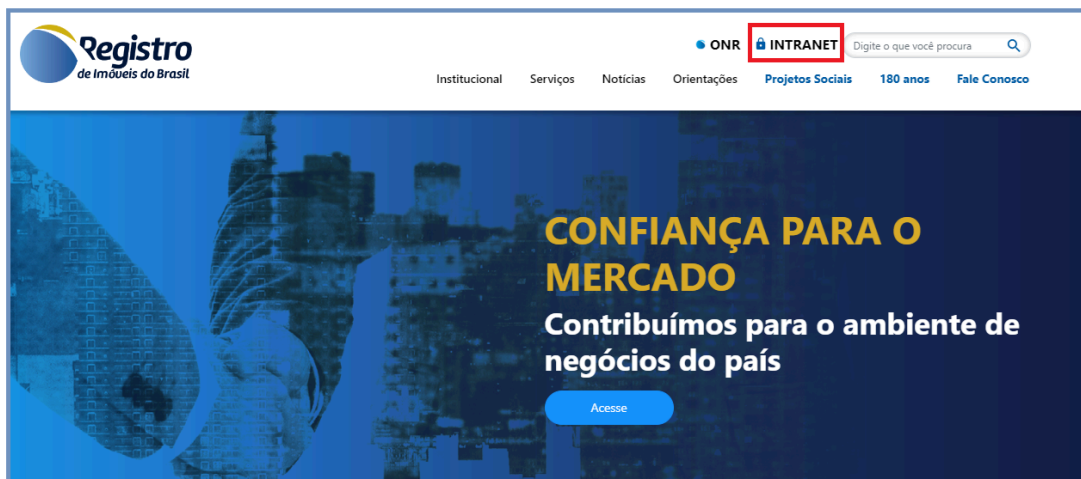 Registro
de Imóveis do Brasil
ONR INTRANET Digite o que você procura
Institucional Serviços Notícias Orientações Projetos Sociais 180 anos Fale Conosco
CONFIANÇA PARA O
MERCADO
Contribuímos para o ambiente de
negócios do país
Acesse